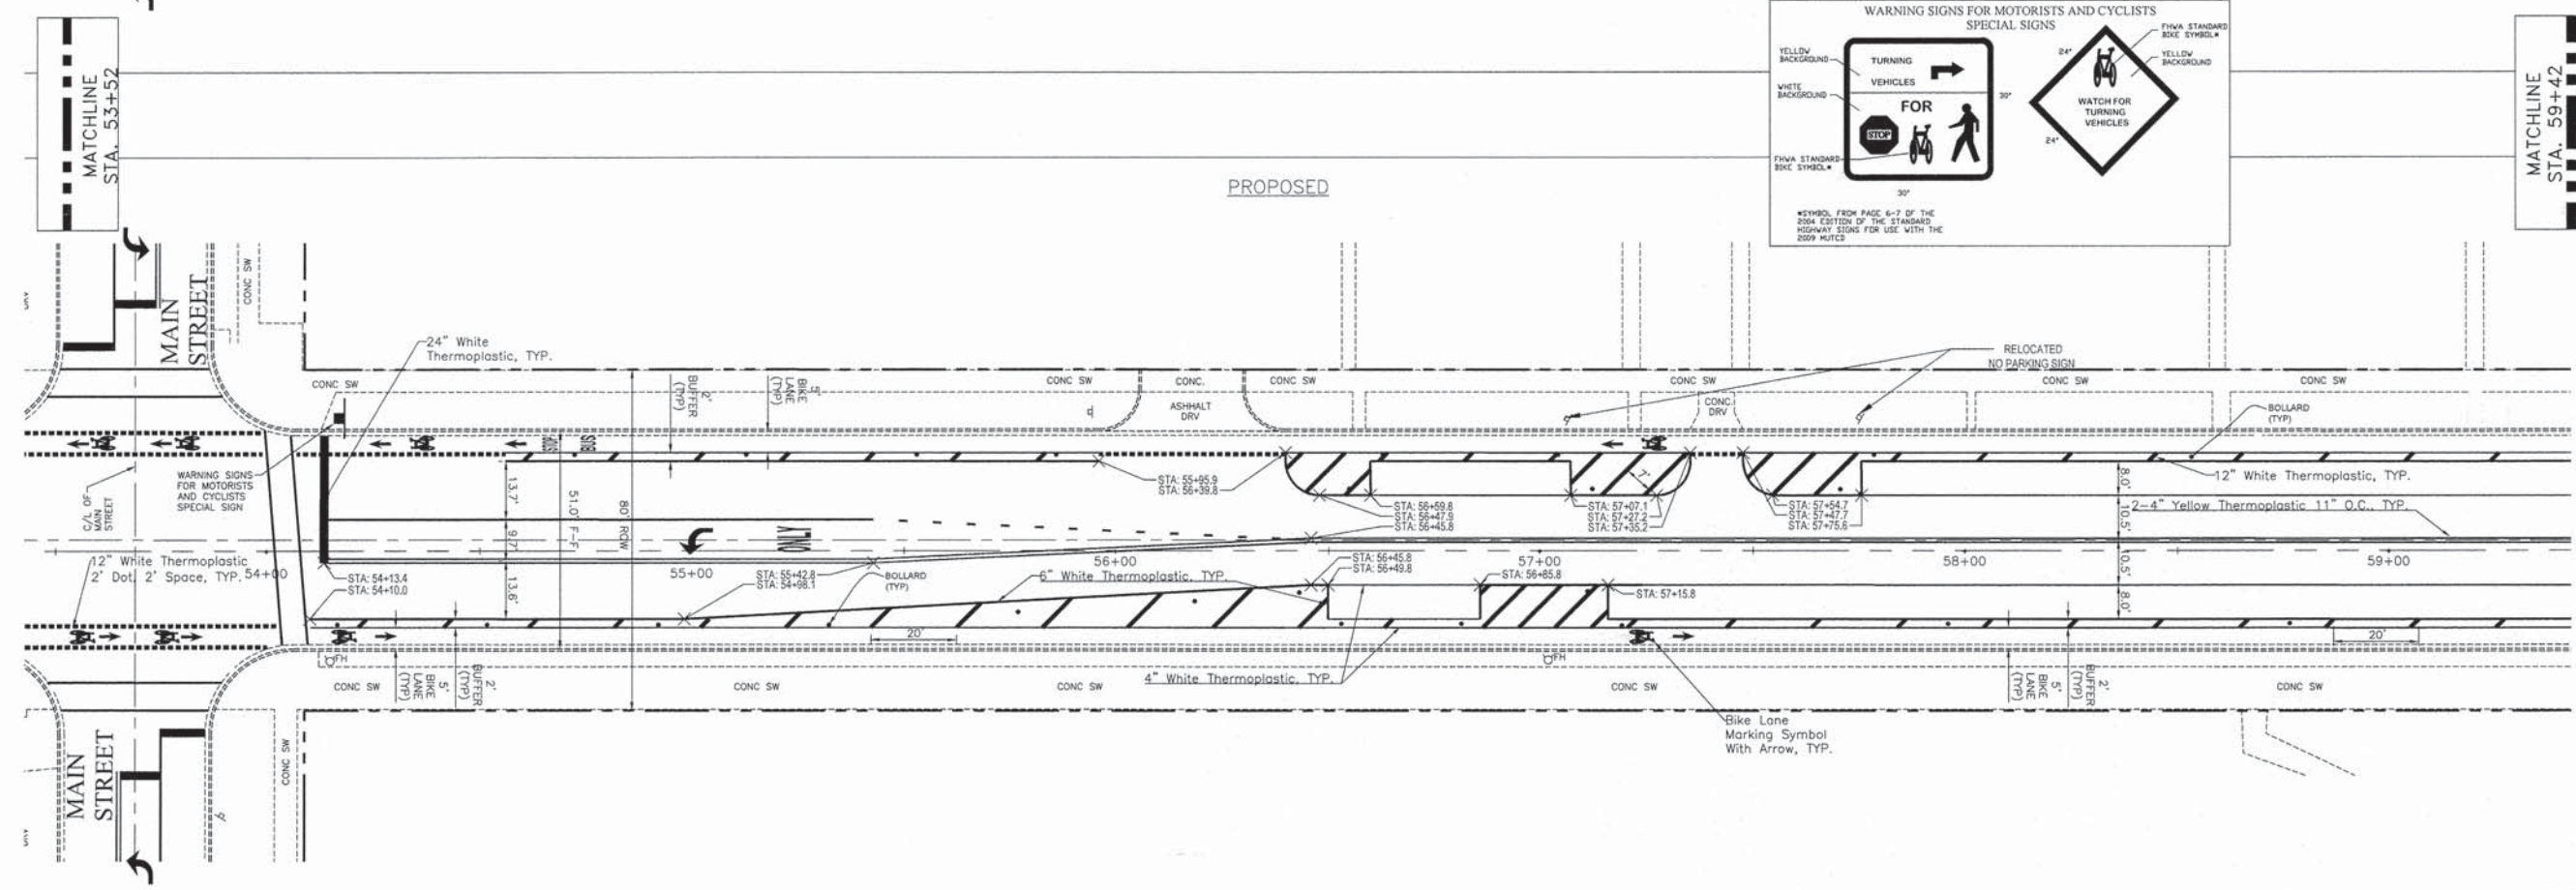 MATCHLINE
STA. 53+52
WARNING SIGNS FOR MOTORISTS AND CYCLISTS
SPECIAL SIGNS
YELLOW
BACKGROUND
WHITE
BACKGROUND
FHWA STANDARD
BIKE SYMBOL*
TURNING
VEHICLES
FOR
STOP
30"
30"
24"
24"
WATCH FOR
TURNING
VEHICLES
FHWA STANDARD
BIKE SYMBOL*
YELLOW
BACKGROUND
*SYMBOL FROM PAGE 6-7 OF THE
2004 EDITION OF THE STANDARD
HIGHWAY SIGNS FOR USE WITH THE
2009 MUTCD
MATCHLINE
STA. 59+42
PROPOSED
MAIN
STREET
CONC SW
24" White
Thermoplastic, TYP.
CONC SW
2'
BUFFER
(TYP)
5'
BIKE
LANE
(TYP)
CONC SW
CONC.
ASHHALT
DRV
CONC SW
CONC SW
CONC.
DRV
RELOCATED
NO PARKING SIGN
CONC SW
CONC SW
BOLLARD
(TYP)
BUS
STOP
WARNING SIGNS
FOR MOTORISTS
AND CYCLISTS
SPECIAL SIGN
C/L OF
MAIN
STREET
13.7'
9.7'
13.6'
51.0' F-F
80' ROW
STA: 55+95.9
STA: 56+39.8
STA: 56+59.8
STA: 56+47.9
STA: 56+45.8
7'
STA: 57+07.1
STA: 57+27.2
STA: 57+35.2
STA: 57+54.7
STA: 57+47.7
STA: 57+75.6
8.0'
10.5'
10.5'
8.0'
12" White Thermoplastic, TYP.
2-4" Yellow Thermoplastic 11" O.C., TYP.
ONLY
12" White Thermoplastic
2' Dot, 2' Space, TYP.
54+00
55+00
56+00
57+00
58+00
59+00
STA: 54+13.4
STA: 54+10.0
STA: 55+42.8
STA: 54+98.1
BOLLARD
(TYP)
6" White Thermoplastic, TYP.
STA: 56+45.8
STA: 56+49.8
STA: 56+85.8
STA: 57+15.8
20'
20'
FH
FH
CONC SW
5'
BIKE
LANE
(TYP)
2'
BUFFER
(TYP)
CONC SW
CONC SW
4" White Thermoplastic, TYP.
CONC SW
5'
BIKE
LANE
(TYP)
2'
BUFFER
(TYP)
CONC SW
Bike Lane
Marking Symbol
With Arrow, TYP.
MAIN
STREET
CONC SW